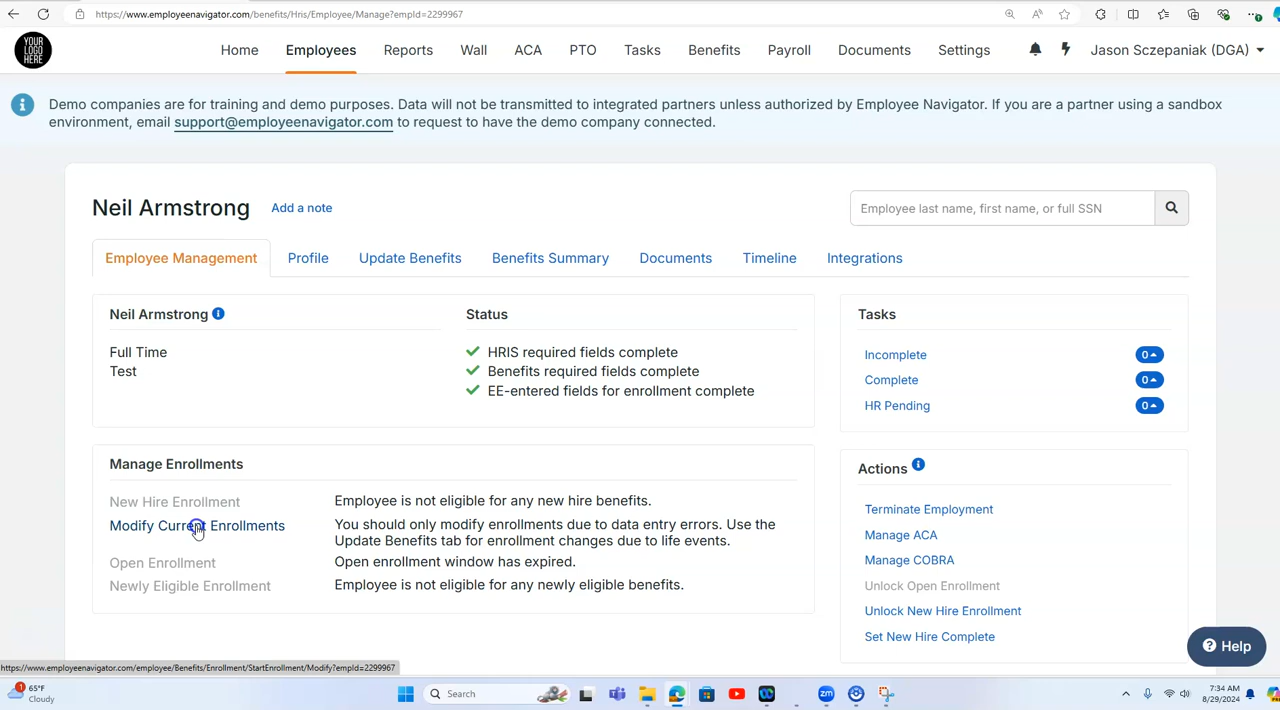 https://www.employeenavigator.com/benefits/Hris/Employee/Manage?empId=2299967
YOUR
LOGO
HERE
Home Employees Reports Wall ACA PTO Tasks Benefits Payroll Documents Settings Jason Sczepaniak (DGA)
Demo companies are for training and demo purposes. Data will not be transmitted to integrated partners unless authorized by Employee Navigator. If you are a partner using a sandbox
environment, email support@employeenavigator.com to request to have the demo company connected.
Neil Armstrong Add a note
Employee last name, first name, or full SSN
Employee Management Profile Update Benefits Benefits Summary Documents Timeline Integrations
Neil Armstrong
Full Time
Test
Status
HRIS required fields complete
Benefits required fields complete
EE-entered fields for enrollment complete
Tasks
Incomplete 0
Complete 0
HR Pending 0
Manage Enrollments
New Hire Enrollment Employee is not eligible for any new hire benefits.
Modify Current Enrollments You should only modify enrollments due to data entry errors. Use the
Update Benefits tab for enrollment changes due to life events.
Open Enrollment Open enrollment window has expired.
Newly Eligible Enrollment Employee is not eligible for any newly eligible benefits.
Actions
Terminate Employment
Manage ACA
Manage COBRA
Unlock Open Enrollment
Unlock New Hire Enrollment
Set New Hire Complete
Help
https://www.employeenavigator.com/employee/Benefits/Enrollment/StartEnrollment/Modify?empId=2299967
1
65°F
Cloudy
Search
zm
7:34 AM
8/29/2024